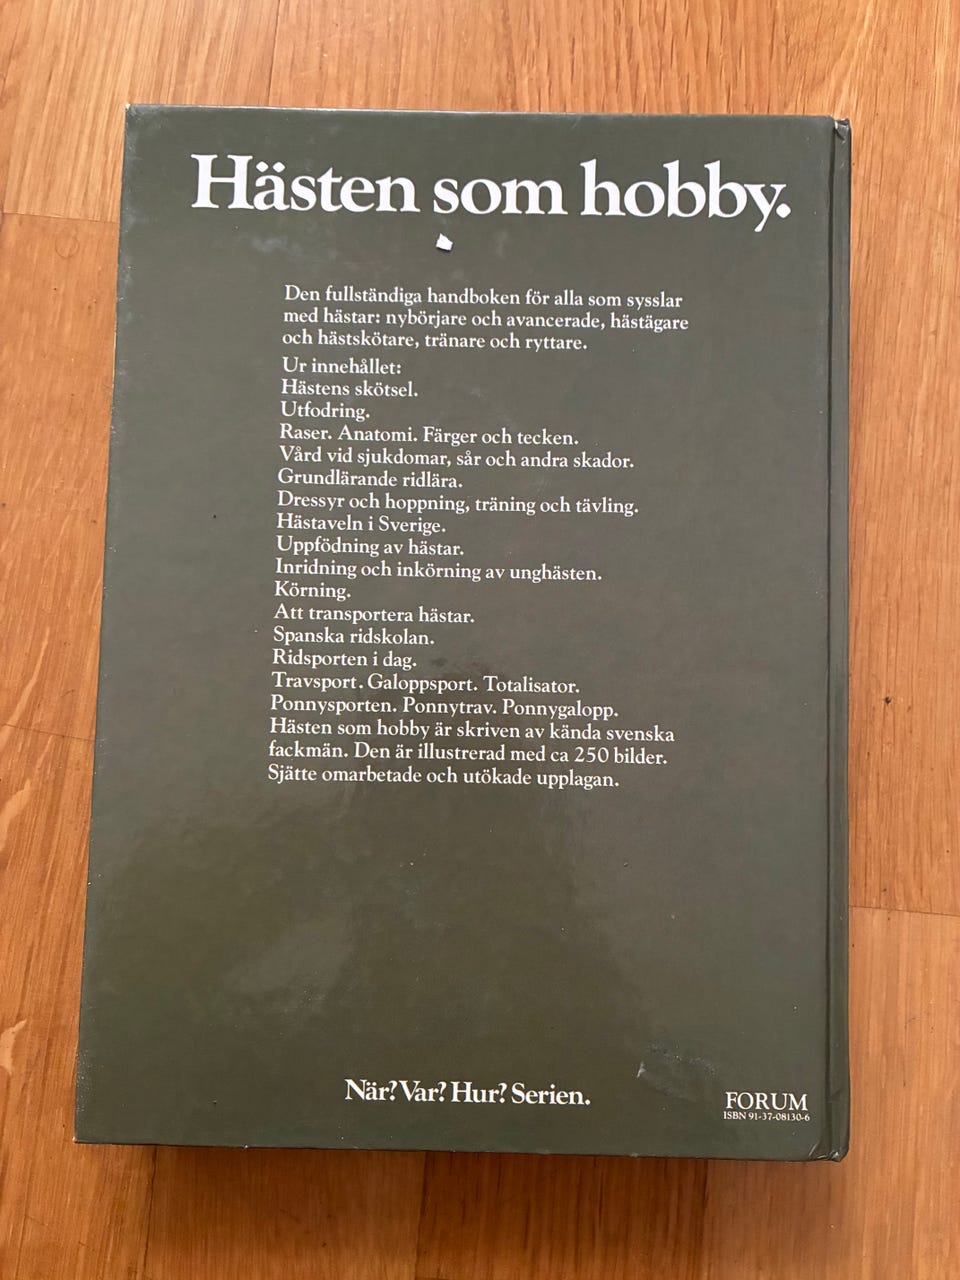 Hästen som hobby.
Den fullständiga handboken för alla som sysslar
med hästar: nybörjare och avancerade, hästägare
och hästskötare, tränare och ryttare.
Ur innehållet:
Hästens skötsel.
Utfodring.
Raser. Anatomi. Färger och tecken.
Vård vid sjukdomar, sår och andra skador.
Grundlärande ridlära.
Dressyr och hoppning, träning och tävling.
Hästaveln i Sverige.
Uppfödning av hästar.
Inridning och inkörning av unghästen.
Körning.
Att transportera hästar.
Spanska ridskolan.
Ridsporten i dag.
Travsport. Galoppsport. Totalisator.
Ponnysporten. Ponnytrav. Ponnygalopp.
Hästen som hobby är skriven av kända svenska
fackmän. Den är illustrerad med ca 250 bilder.
Sjätte omarbetade och utökade upplagan.
När? Var? Hur? Serien.
FORUM
ISBN 91-37-08130-6